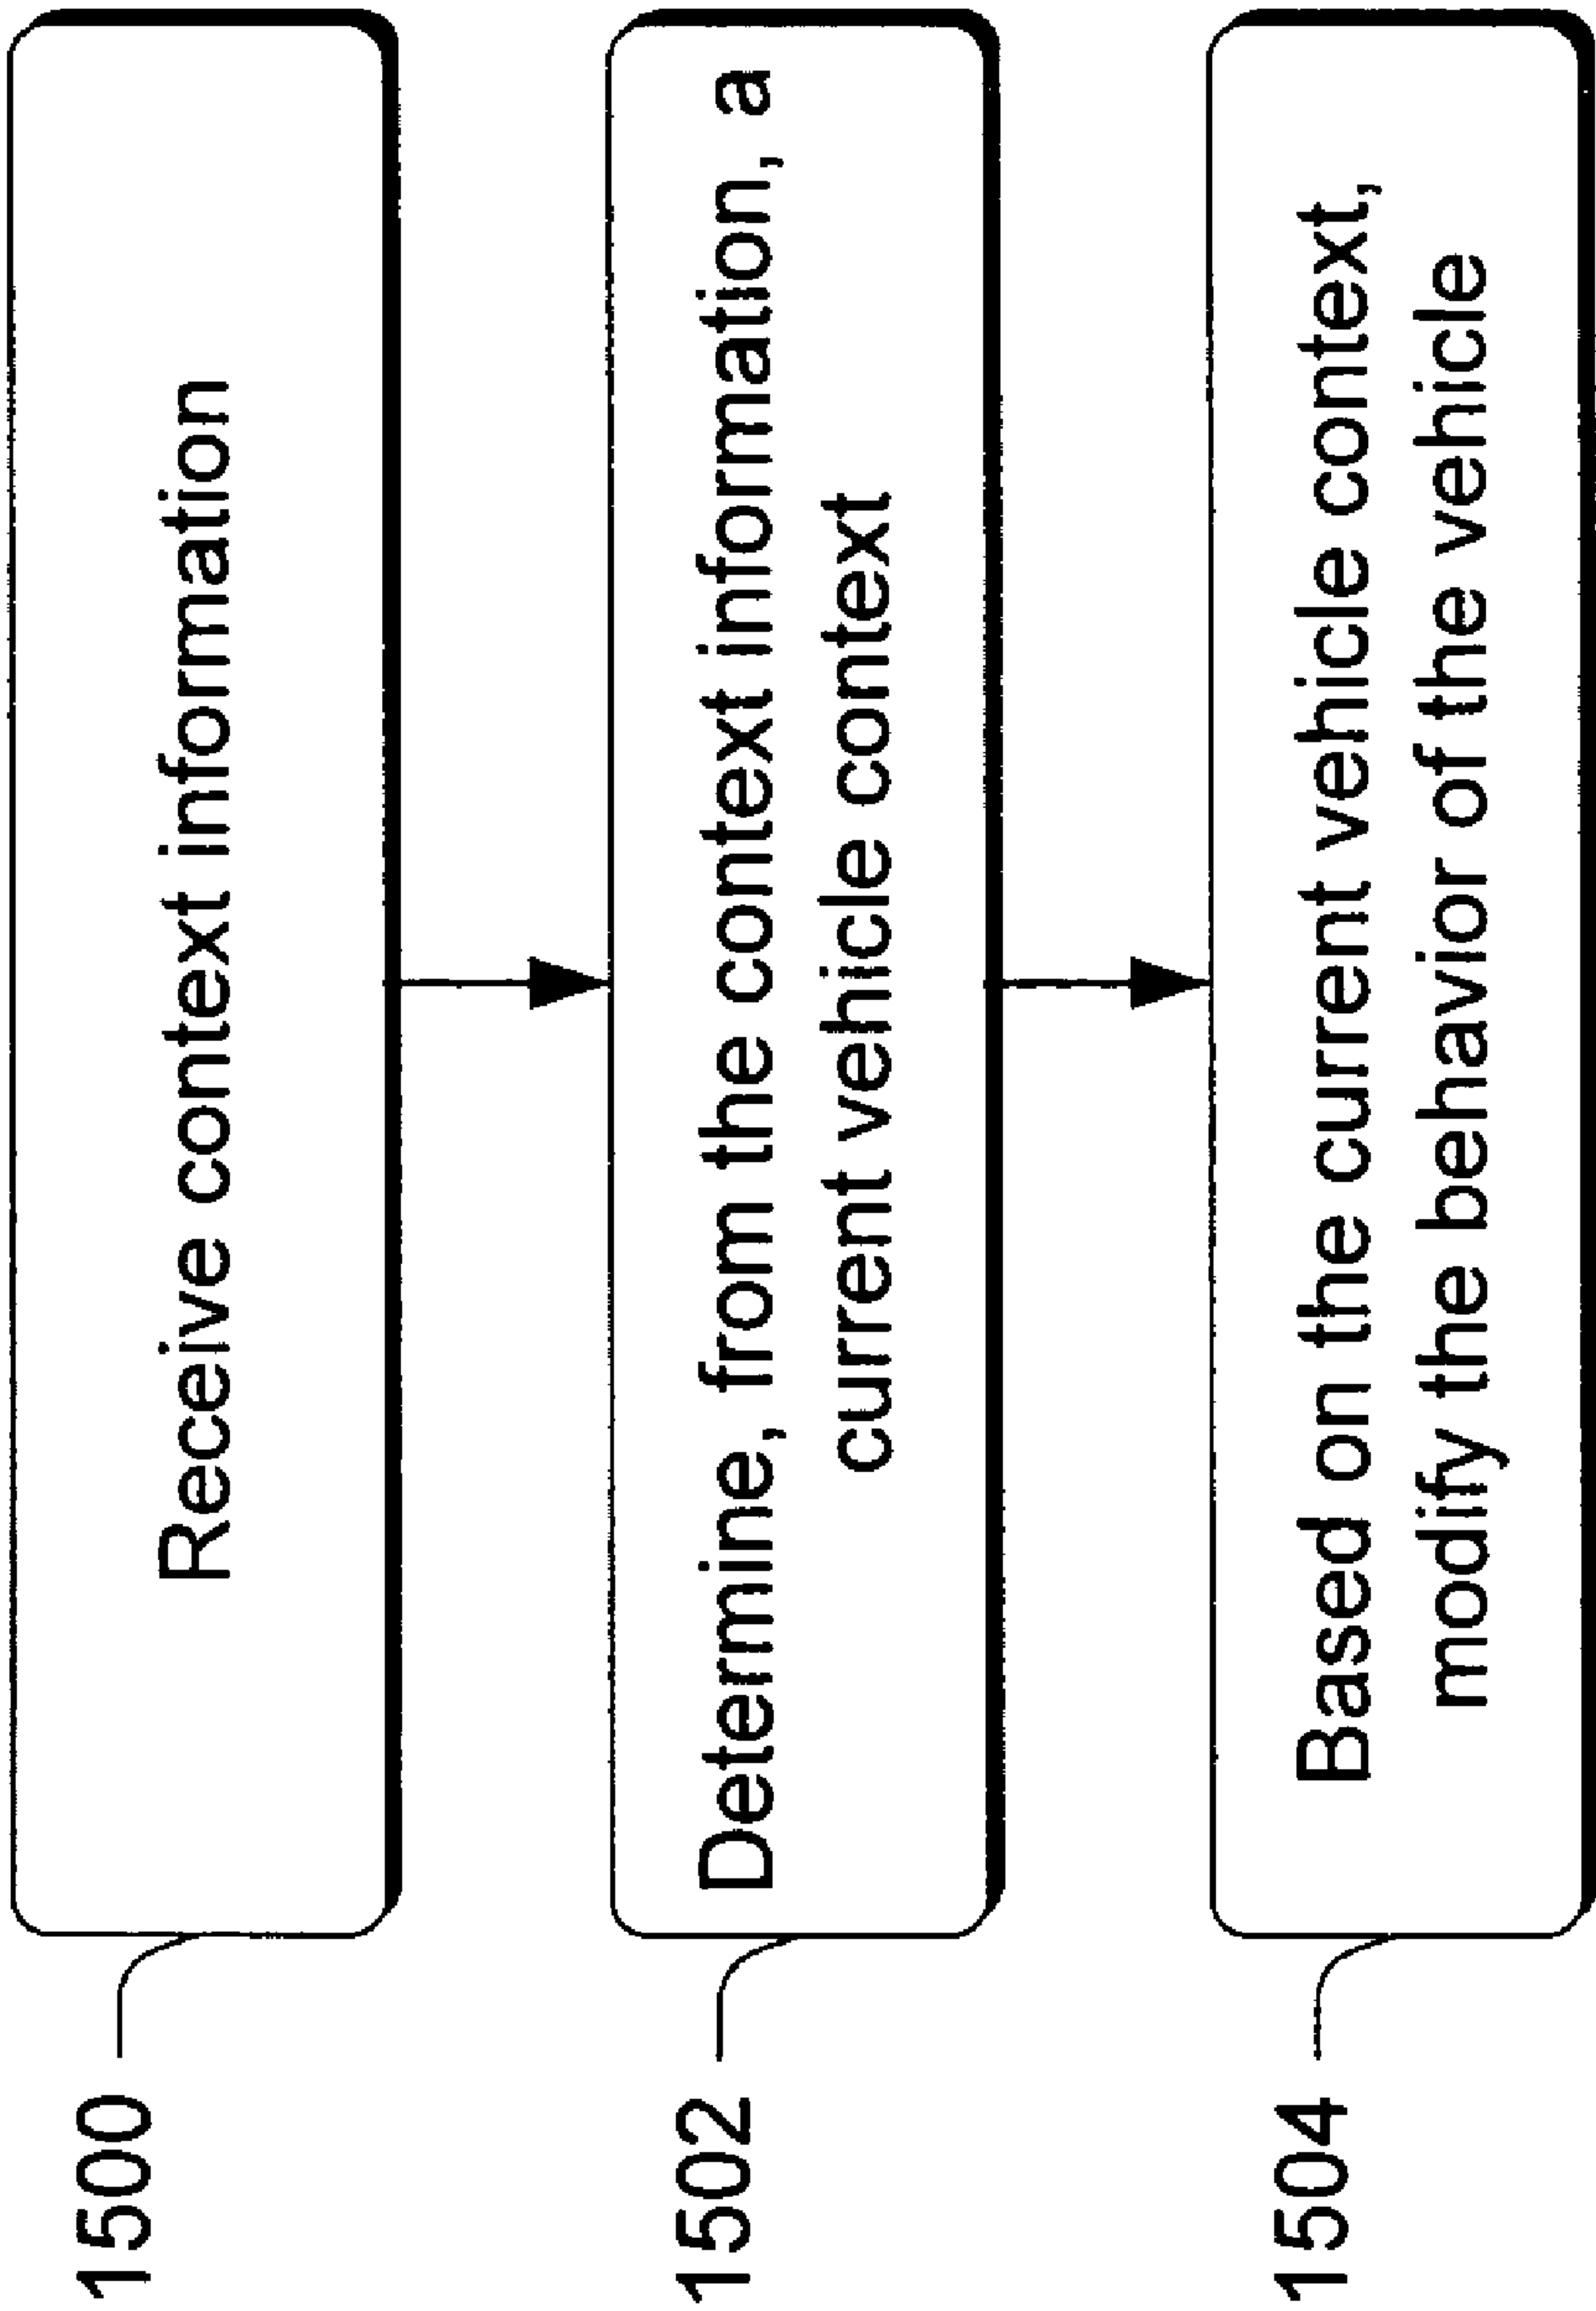 1500
Receive context information
1502
Determine, from the context information, a
current vehicle context
1504
Based on the current vehicle context,
modify the behavior of the vehicle